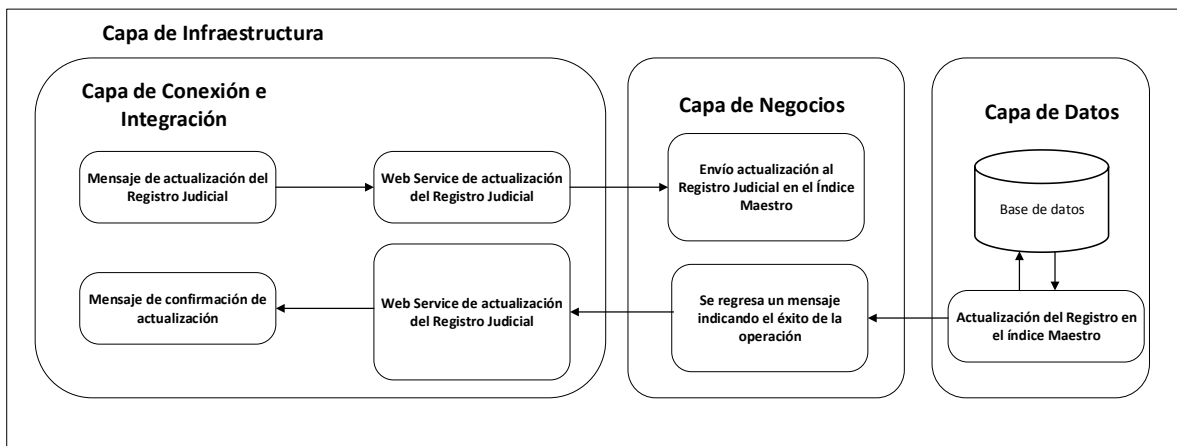 Capa de Infraestructura
Capa de Conexión e
Integración
Mensaje de actualización del
Registro Judicial
Web Service de actualización
del Registro Judicial
Mensaje de confirmación de
actualización
Web Service de actualización
del Registro Judicial
Capa de Negocios
Envío actualización al
Registro Judicial en el Índice
Maestro
Se regresa un mensaje
indicando el éxito de la
operación
Capa de Datos
Base de datos
Actualización del Registro en
el índice Maestro